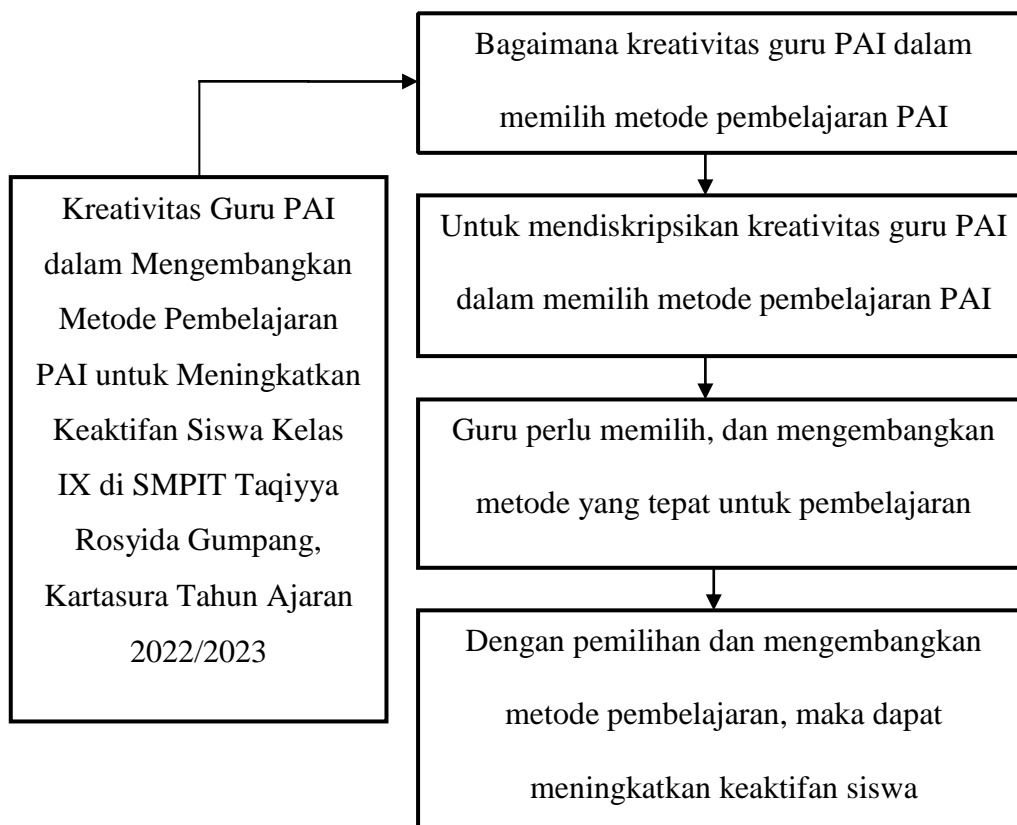 Kreativitas Guru PAI
dalam Mengembangkan
Metode Pembelajaran
PAI untuk Meningkatkan
Keaktifan Siswa Kelas
IX di SMPIT Taqiyya
Rosyida Gumpang,
Kartasura Tahun Ajaran
2022/2023
Bagaimana kreativitas guru PAI dalam
memilih metode pembelajaran PAI
Untuk mendiskripsikan kreativitas guru PAI
dalam memilih metode pembelajaran PAI
Guru perlu memilih, dan mengembangkan
metode yang tepat untuk pembelajaran
Dengan pemilihan dan mengembangkan
metode pembelajaran, maka dapat
meningkatkan keaktifan siswa